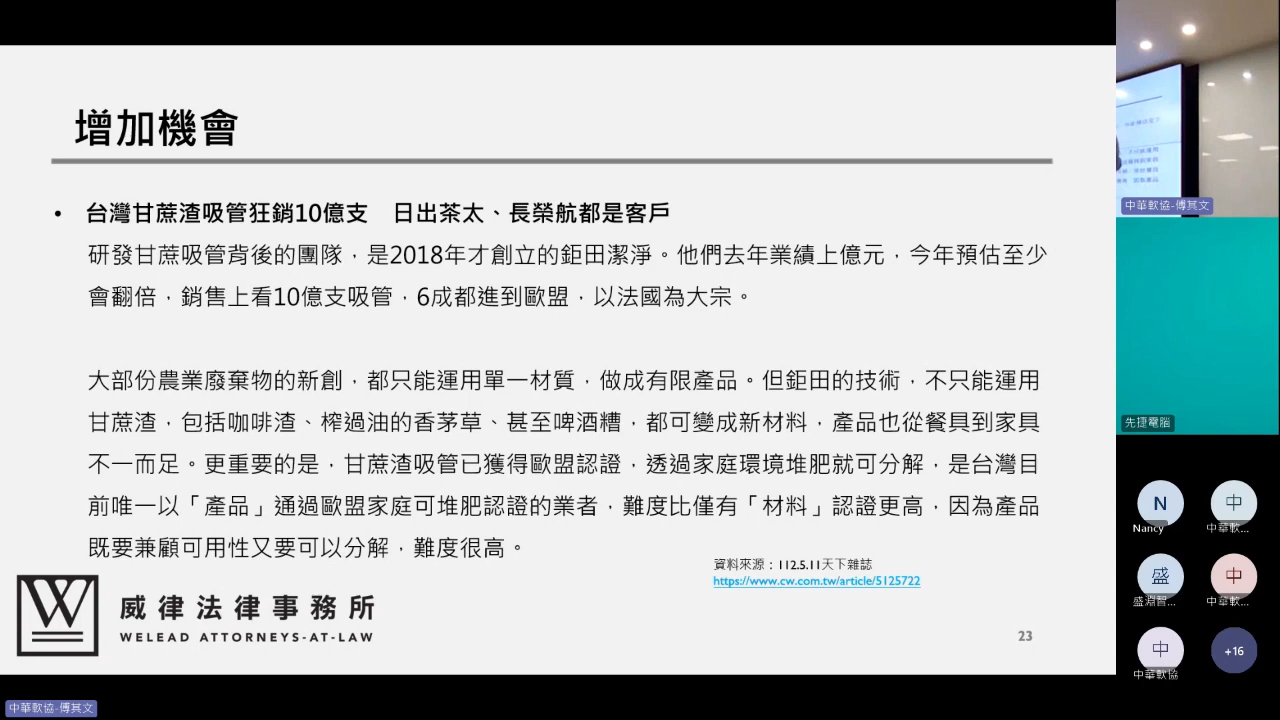 增加機會
• 台灣甘蔗渣吸管狂銷10億支　日出茶太、長榮航都是客戶
研發甘蔗吸管背後的團隊，是2018年才創立的鉅田潔淨。他們去年業績上億元，今年預估至少
會翻倍，銷售上看10億支吸管，6成都進到歐盟，以法國為大宗。
大部份農業廢棄物的新創，都只能運用單一材質，做成有限產品。但鉅田的技術，不只能運用
甘蔗渣，包括咖啡渣、榨過油的香茅草、甚至啤酒糟，都可變成新材料，產品也從餐具到家具
不一而足。更重要的是，甘蔗渣吸管已獲得歐盟認證，透過家庭環境堆肥就可分解，是台灣目
前唯一以「產品」通過歐盟家庭可堆肥認證的業者，難度比僅有「材料」認證更高，因為產品
既要兼顧可用性又要可以分解，難度很高。
資料來源：112.5.11天下雜誌
https://www.cw.com.tw/article/5125722
W
威律法律事務所
WELEAD ATTORNEYS-AT-LAW
23
中華軟協-傅其文
中華軟協-傅其文
先捷電腦
N
Nancy
中
中華軟...
盛
盛淵智...
中
中華軟...
中
中華軟協
+16